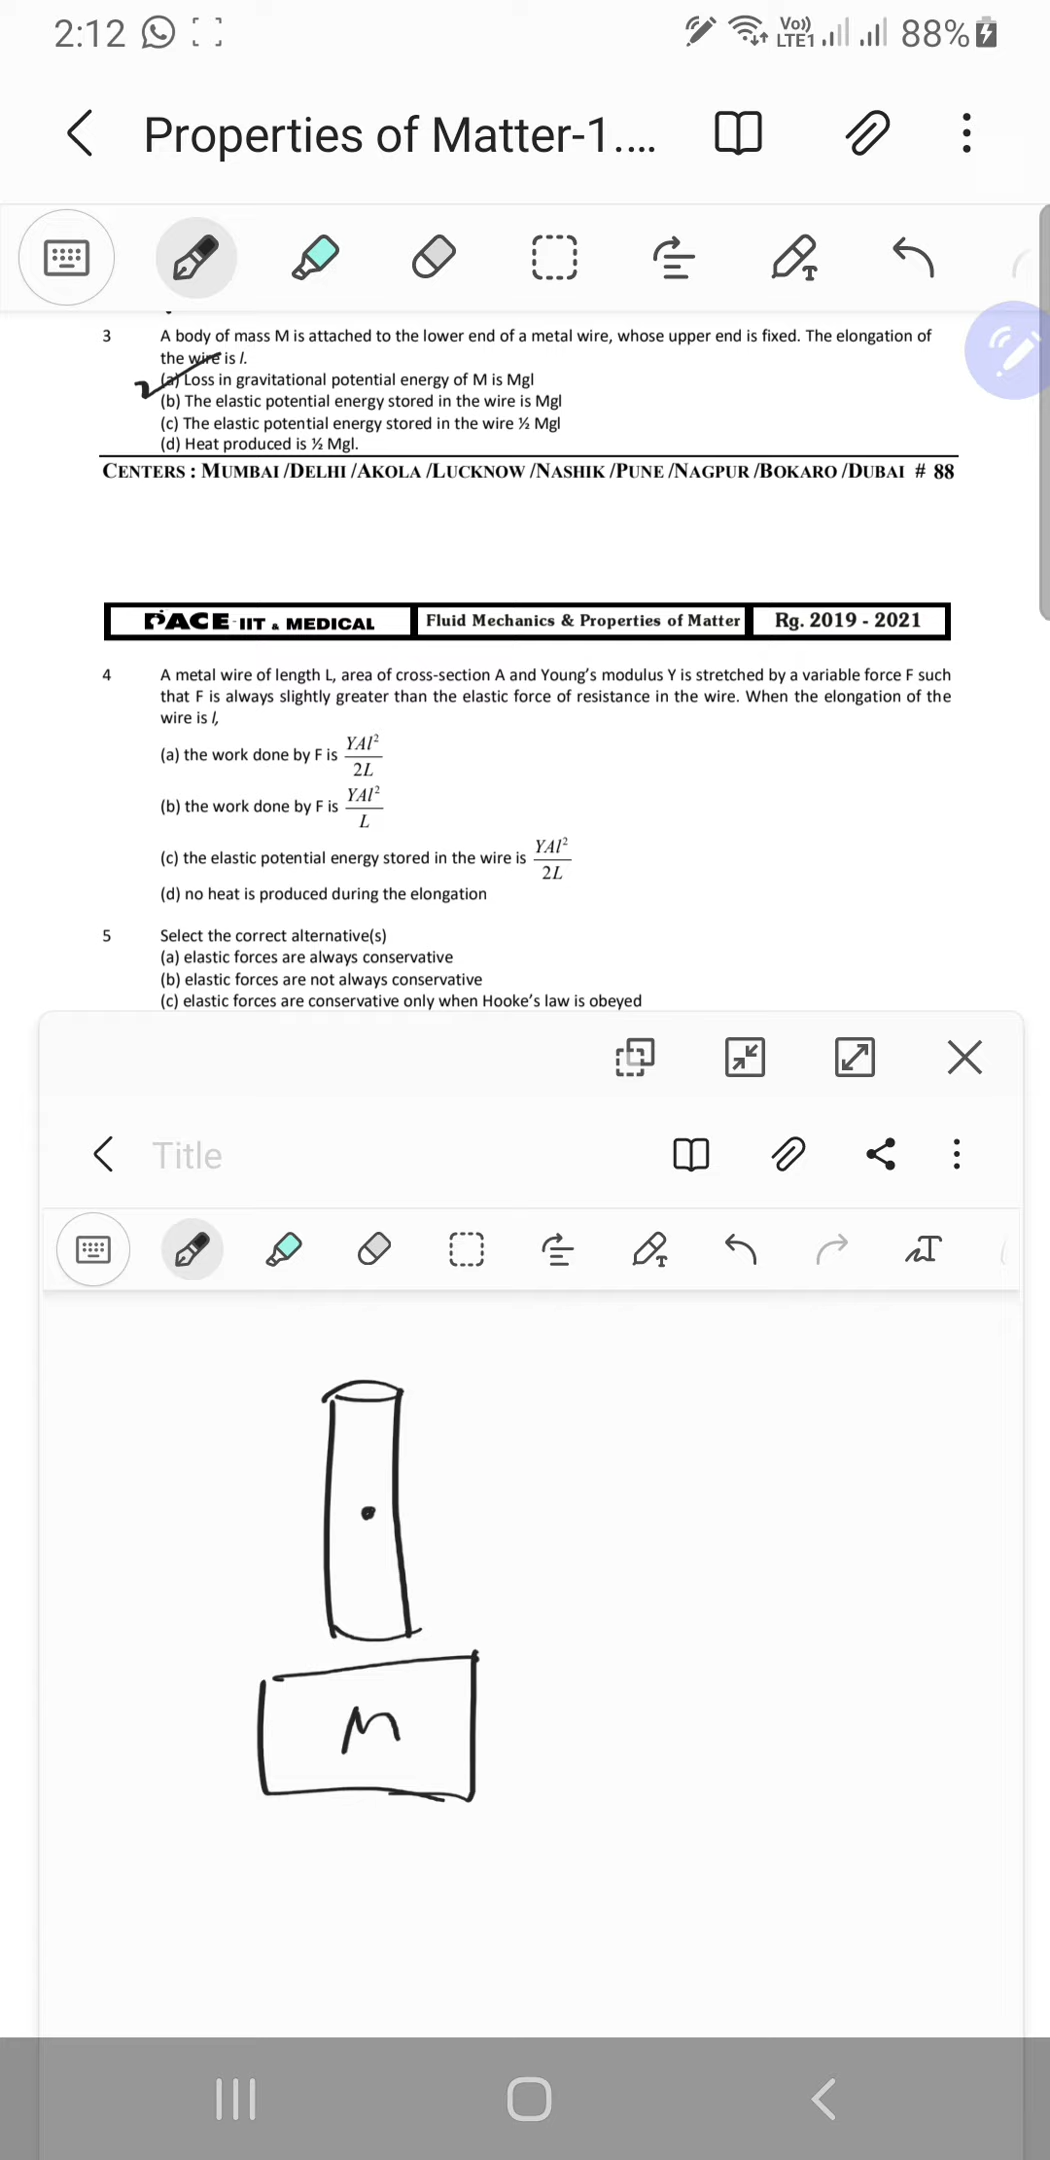 2:12
Vo))
LTE1
88%
Properties of Matter-1....
3 A body of mass M is attached to the lower end of a metal wire, whose upper end is fixed. The elongation of
the wire is l.
(a) Loss in gravitational potential energy of M is Mgl
(b) The elastic potential energy stored in the wire is Mgl
(c) The elastic potential energy stored in the wire ½ Mgl
(d) Heat produced is ½ Mgl.
CENTERS : MUMBAI /DELHI /AKOLA /LUCKNOW /NASHIK /PUNE /NAGPUR /BOKARO /DUBAI # 88
PACE IIT & MEDICAL Fluid Mechanics & Properties of Matter Rg. 2019 - 2021
4 A metal wire of length L, area of cross-section A and Young's modulus Y is stretched by a variable force F such
that F is always slightly greater than the elastic force of resistance in the wire. When the elongation of the
wire is l,
(a) the work done by F is YAl²/2L
(b) the work done by F is YAl²/L
(c) the elastic potential energy stored in the wire is YAl²/2L
(d) no heat is produced during the elongation
5 Select the correct alternative(s)
(a) elastic forces are always conservative
(b) elastic forces are not always conservative
(c) elastic forces are conservative only when Hooke's law is obeyed
Title
M